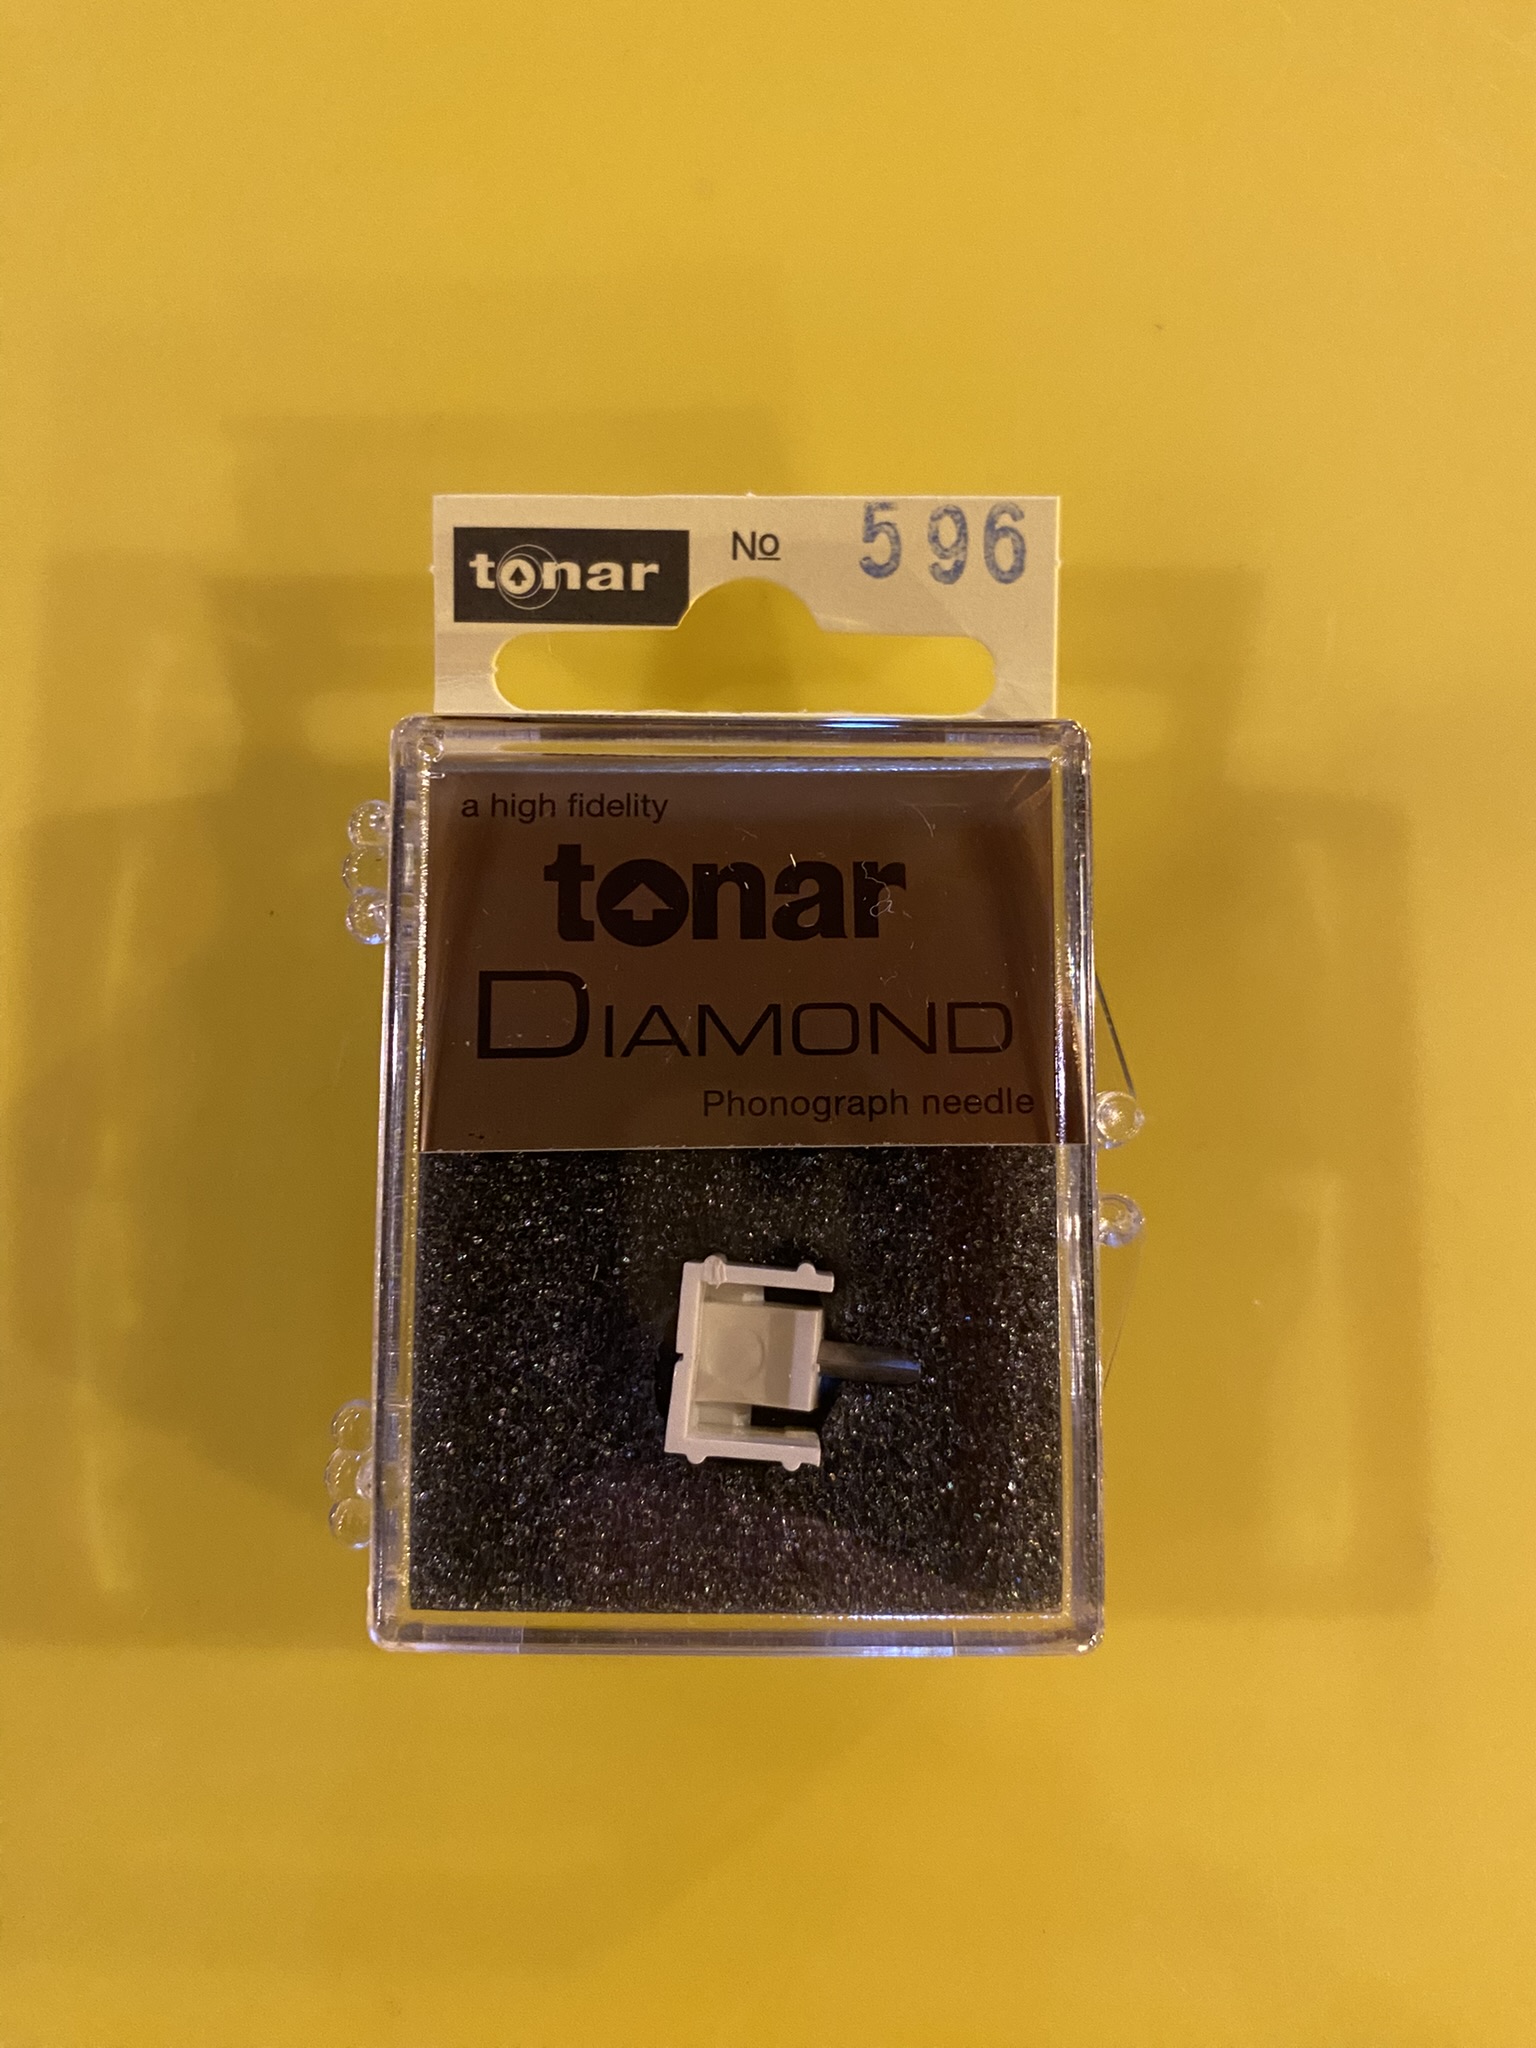 tonar № 596
a high fidelity
tonar
DIAMOND
Phonograph needle